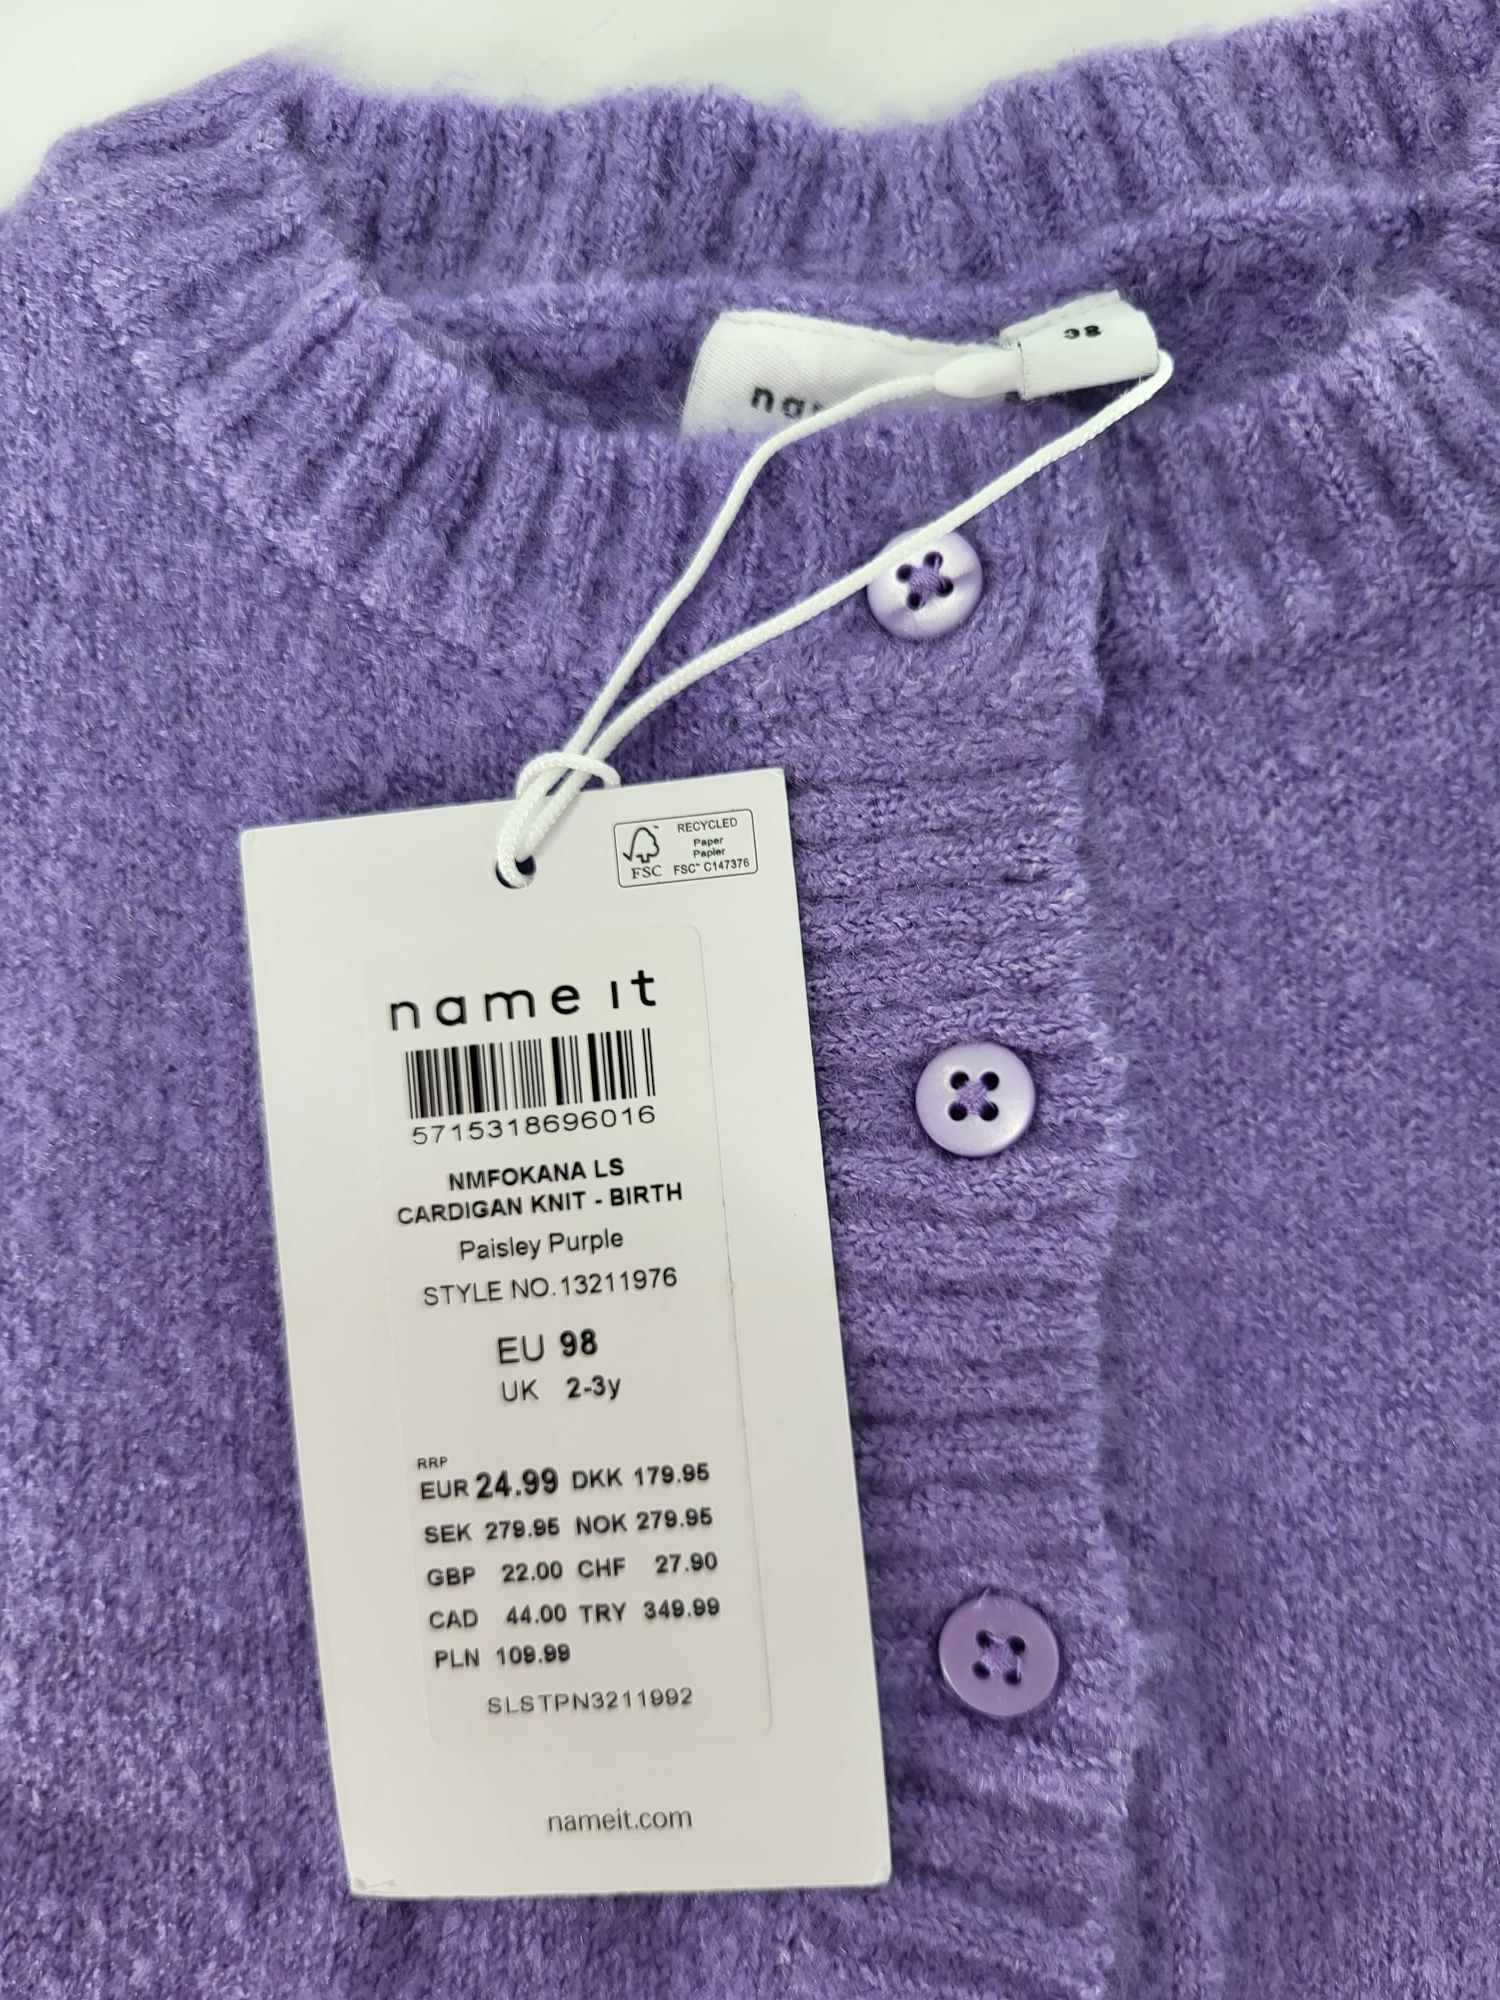 98
RECYCLED
Paper
Papier
FSC™ C147376
FSC
name it
5715318696016
NMFOKANA LS
CARDIGAN KNIT - BIRTH
Paisley Purple
STYLE NO.13211976
EU 98
UK 2-3y
RRP
EUR 24.99 DKK 179.95
SEK 279.95 NOK 279.95
GBP 22.00 CHF 27.90
CAD 44.00 TRY 349.99
PLN 109.99
SLSTPN3211992
nameit.com